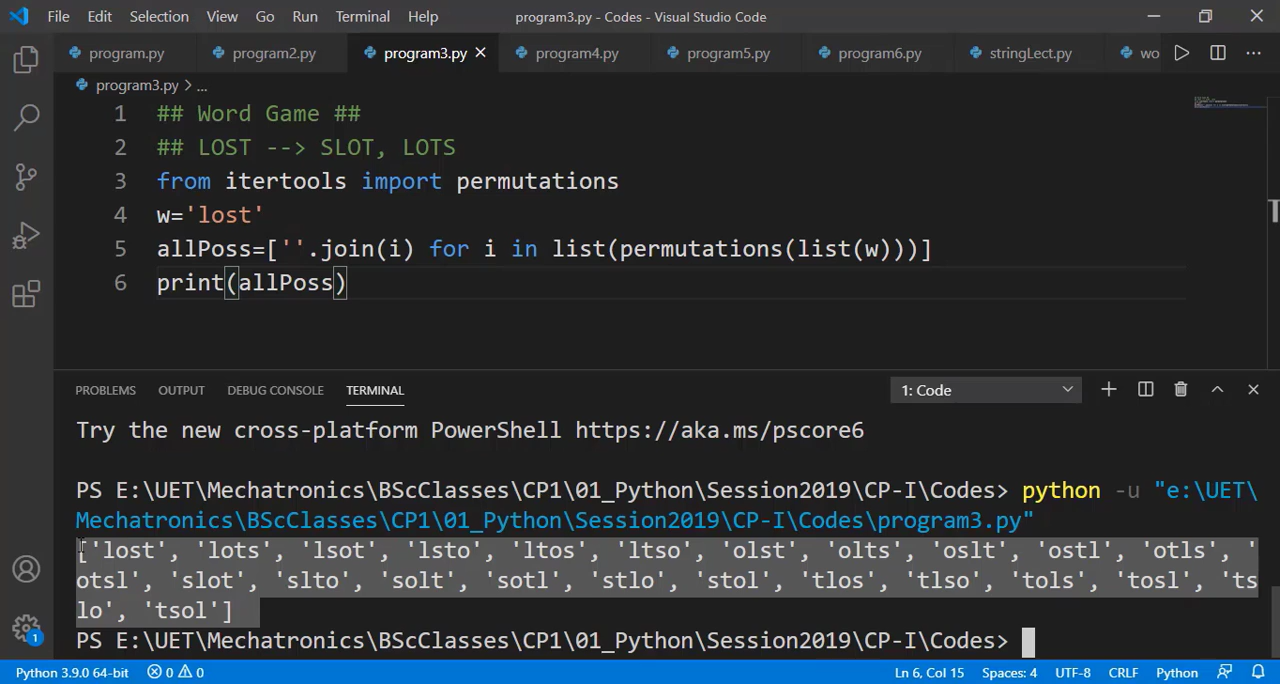 File Edit Selection View Go Run Terminal Help program3.py - Codes - Visual Studio Code
program.py program2.py program3.py program4.py program5.py program6.py stringLect.py wo
program3.py > ...
1 ## Word Game ##
2 ## LOST --> SLOT, LOTS
3 from itertools import permutations
4 w='lost'
5 allPoss=[''.join(i) for i in list(permutations(list(w)))]
6 print(allPoss)
PROBLEMS OUTPUT DEBUG CONSOLE TERMINAL 1: Code
Try the new cross-platform PowerShell https://aka.ms/pscore6
PS E:\UET\Mechatronics\BScClasses\CP1\01_Python\Session2019\CP-I\Codes> python -u "e:\UET\
Mechatronics\BScClasses\CP1\01_Python\Session2019\CP-I\Codes\program3.py"
['lost', 'lots', 'lsot', 'lsto', 'ltos', 'ltso', 'olst', 'olts', 'oslt', 'ostl', 'otls', '
otsl', 'slot', 'slto', 'solt', 'sotl', 'stlo', 'stol', 'tlos', 'tlso', 'tols', 'tosl', 'ts
lo', 'tsol']
PS E:\UET\Mechatronics\BScClasses\CP1\01_Python\Session2019\CP-I\Codes>
1
Python 3.9.0 64-bit 0 0 Ln 6, Col 15 Spaces: 4 UTF-8 CRLF Python